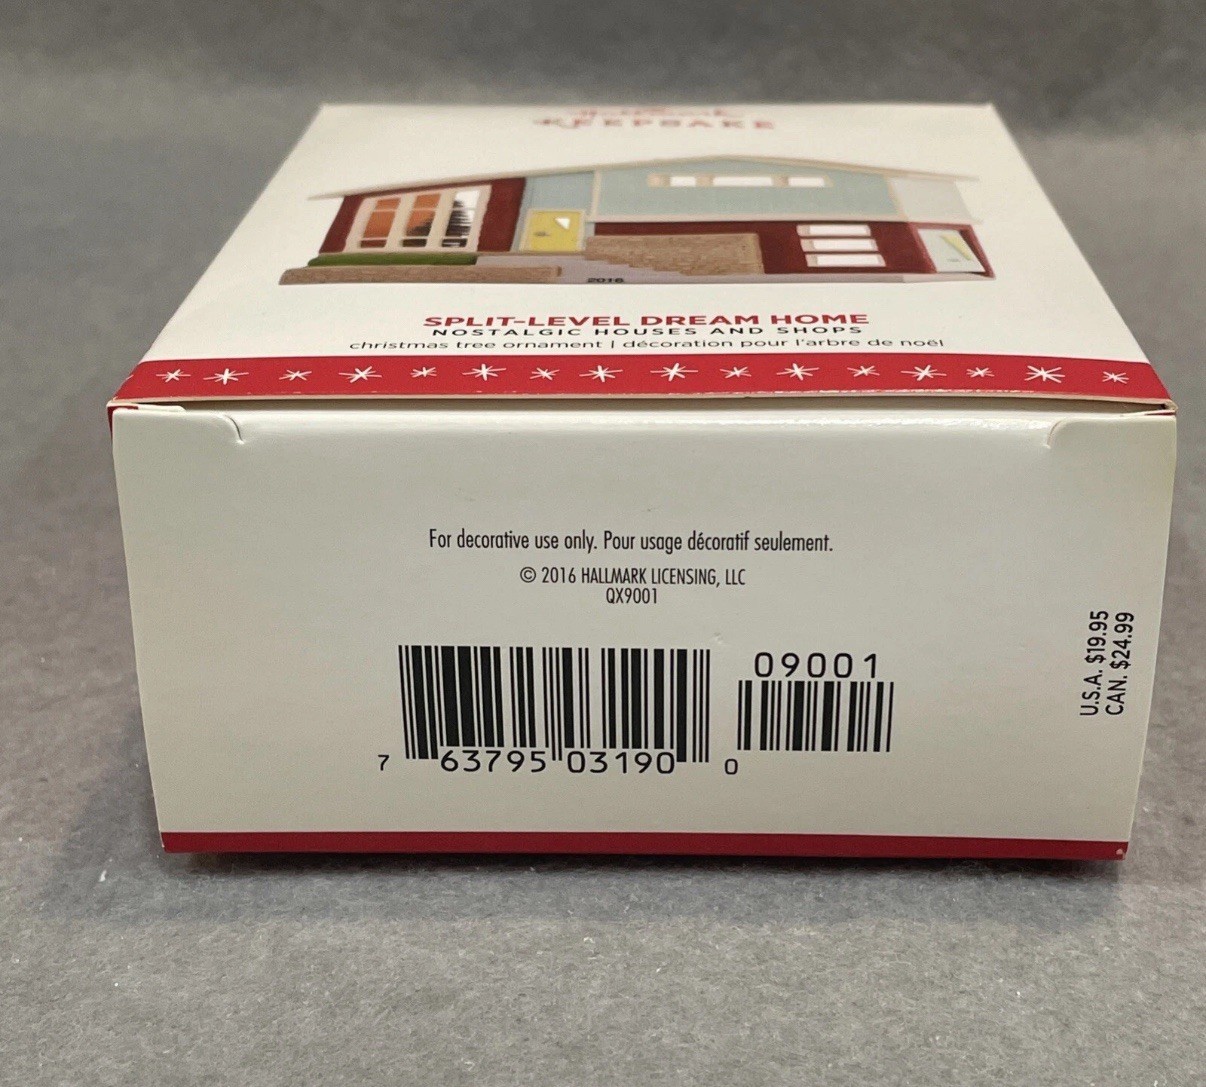 Hallmark
KEEPSAKE
2016
SPLIT-LEVEL DREAM HOME
NOSTALGIC HOUSES AND SHOPS
christmas tree ornament | décoration pour l'arbre de noël
For decorative use only. Pour usage décoratif seulement.
© 2016 HALLMARK LICENSING, LLC
QX9001
09001
7 63795 03190 0
U.S.A. $19.95
CAN. $24.99